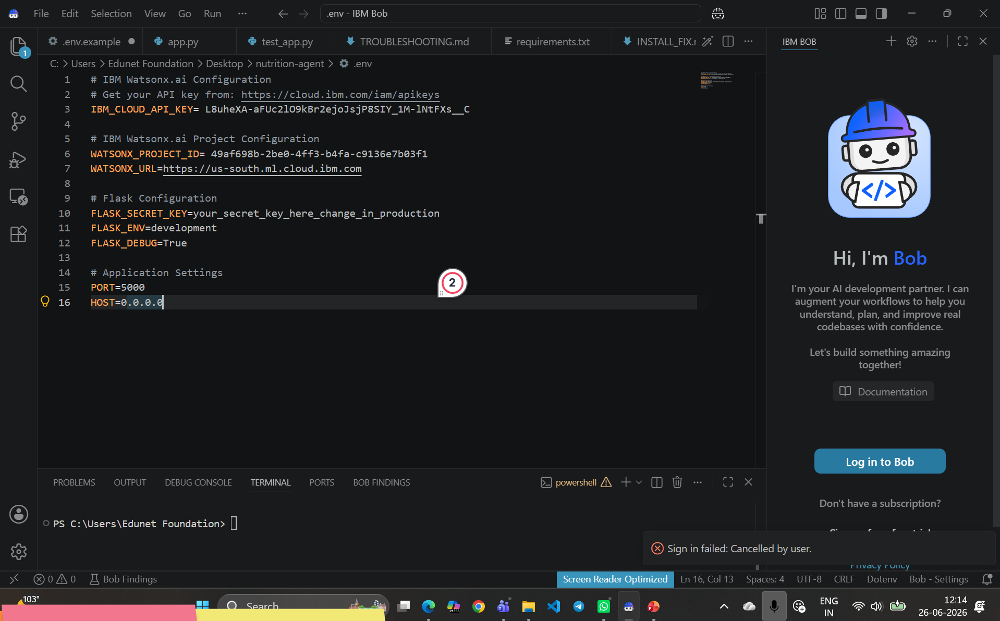 File Edit Selection View Go Run ··· .env - IBM Bob
.env.example app.py test_app.py TROUBLESHOOTING.md requirements.txt INSTALL_FIX.r
C: > Users > Edunet Foundation > Desktop > nutrition-agent > .env
1 # IBM Watsonx.ai Configuration
2 # Get your API key from: https://cloud.ibm.com/iam/apikeys
3 IBM_CLOUD_API_KEY= L8uheXA-aFUc2lO9kBr2ejoJsjP8SIY_1M-lNtFXs__C
4
5 # IBM Watsonx.ai Project Configuration
6 WATSONX_PROJECT_ID= 49af698b-2be0-4ff3-b4fa-c9136e7b03f1
7 WATSONX_URL=https://us-south.ml.cloud.ibm.com
8
9 # Flask Configuration
10 FLASK_SECRET_KEY=your_secret_key_here_change_in_production
11 FLASK_ENV=development
12 FLASK_DEBUG=True
13
14 # Application Settings
15 PORT=5000
16 HOST=0.0.0.0
2
1
IBM BOB
Hi, I'm Bob
I'm your AI development partner. I can
augment your workflows to help you
understand, plan, and improve real
codebases with confidence.
Let's build something amazing
together!
Documentation
Log in to Bob
Don't have a subscription?
Privacy Policy
PROBLEMS OUTPUT DEBUG CONSOLE TERMINAL PORTS BOB FINDINGS powershell
PS C:\Users\Edunet Foundation>
Sign in failed: Cancelled by user.
0 0 Bob Findings Screen Reader Optimized Ln 16, Col 13 Spaces: 4 UTF-8 CRLF Dotenv Bob - Settings
103°
Search
M365
ENG
IN
12:14
26-06-2026